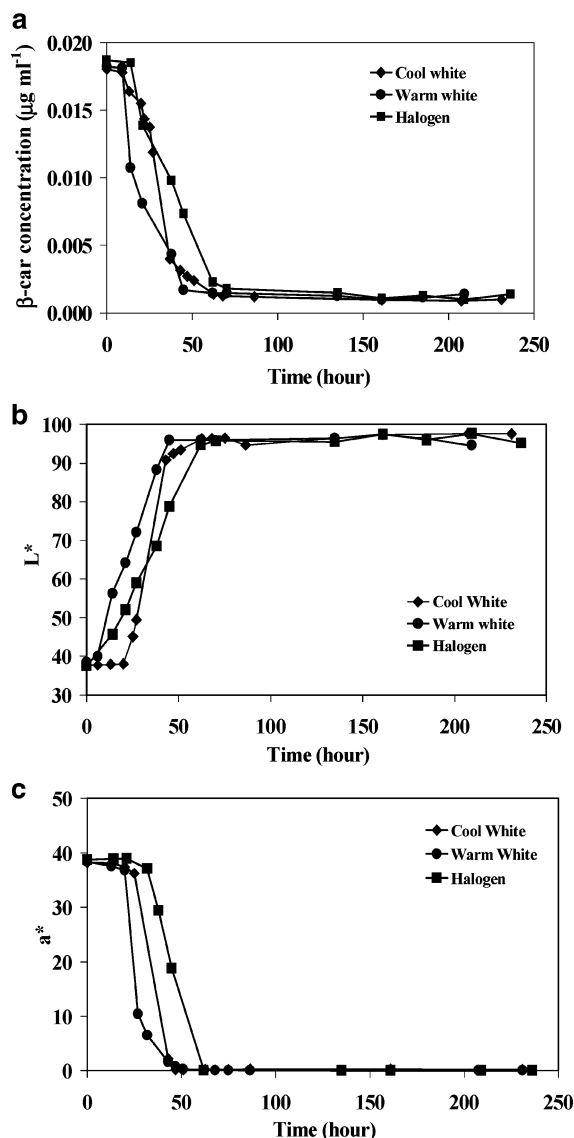 a
0.020
0.015
0.010
0.005
0.000
β-car concentration (μg ml-1)
Cool white
Warm white
Halogen
0 50 100 150 200 250
Time (hour)
b
100
90
80
70
60
50
40
30
L*
Cool White
Warm white
Halogen
0 50 100 150 200 250
Time (hour)
c
50
40
30
20
10
0
a*
Cool White
Warm White
Halogen
0 50 100 150 200 250
Time (hour)